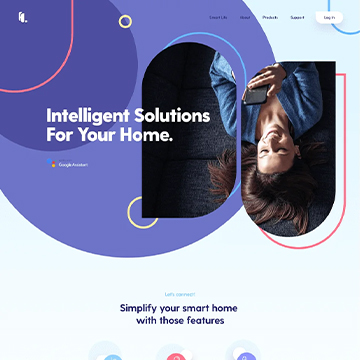 Smart Life About Products Support Log In
Intelligent Solutions
For Your Home.
Google Assistant
Let's connect!
Simplify your smart home
with those features